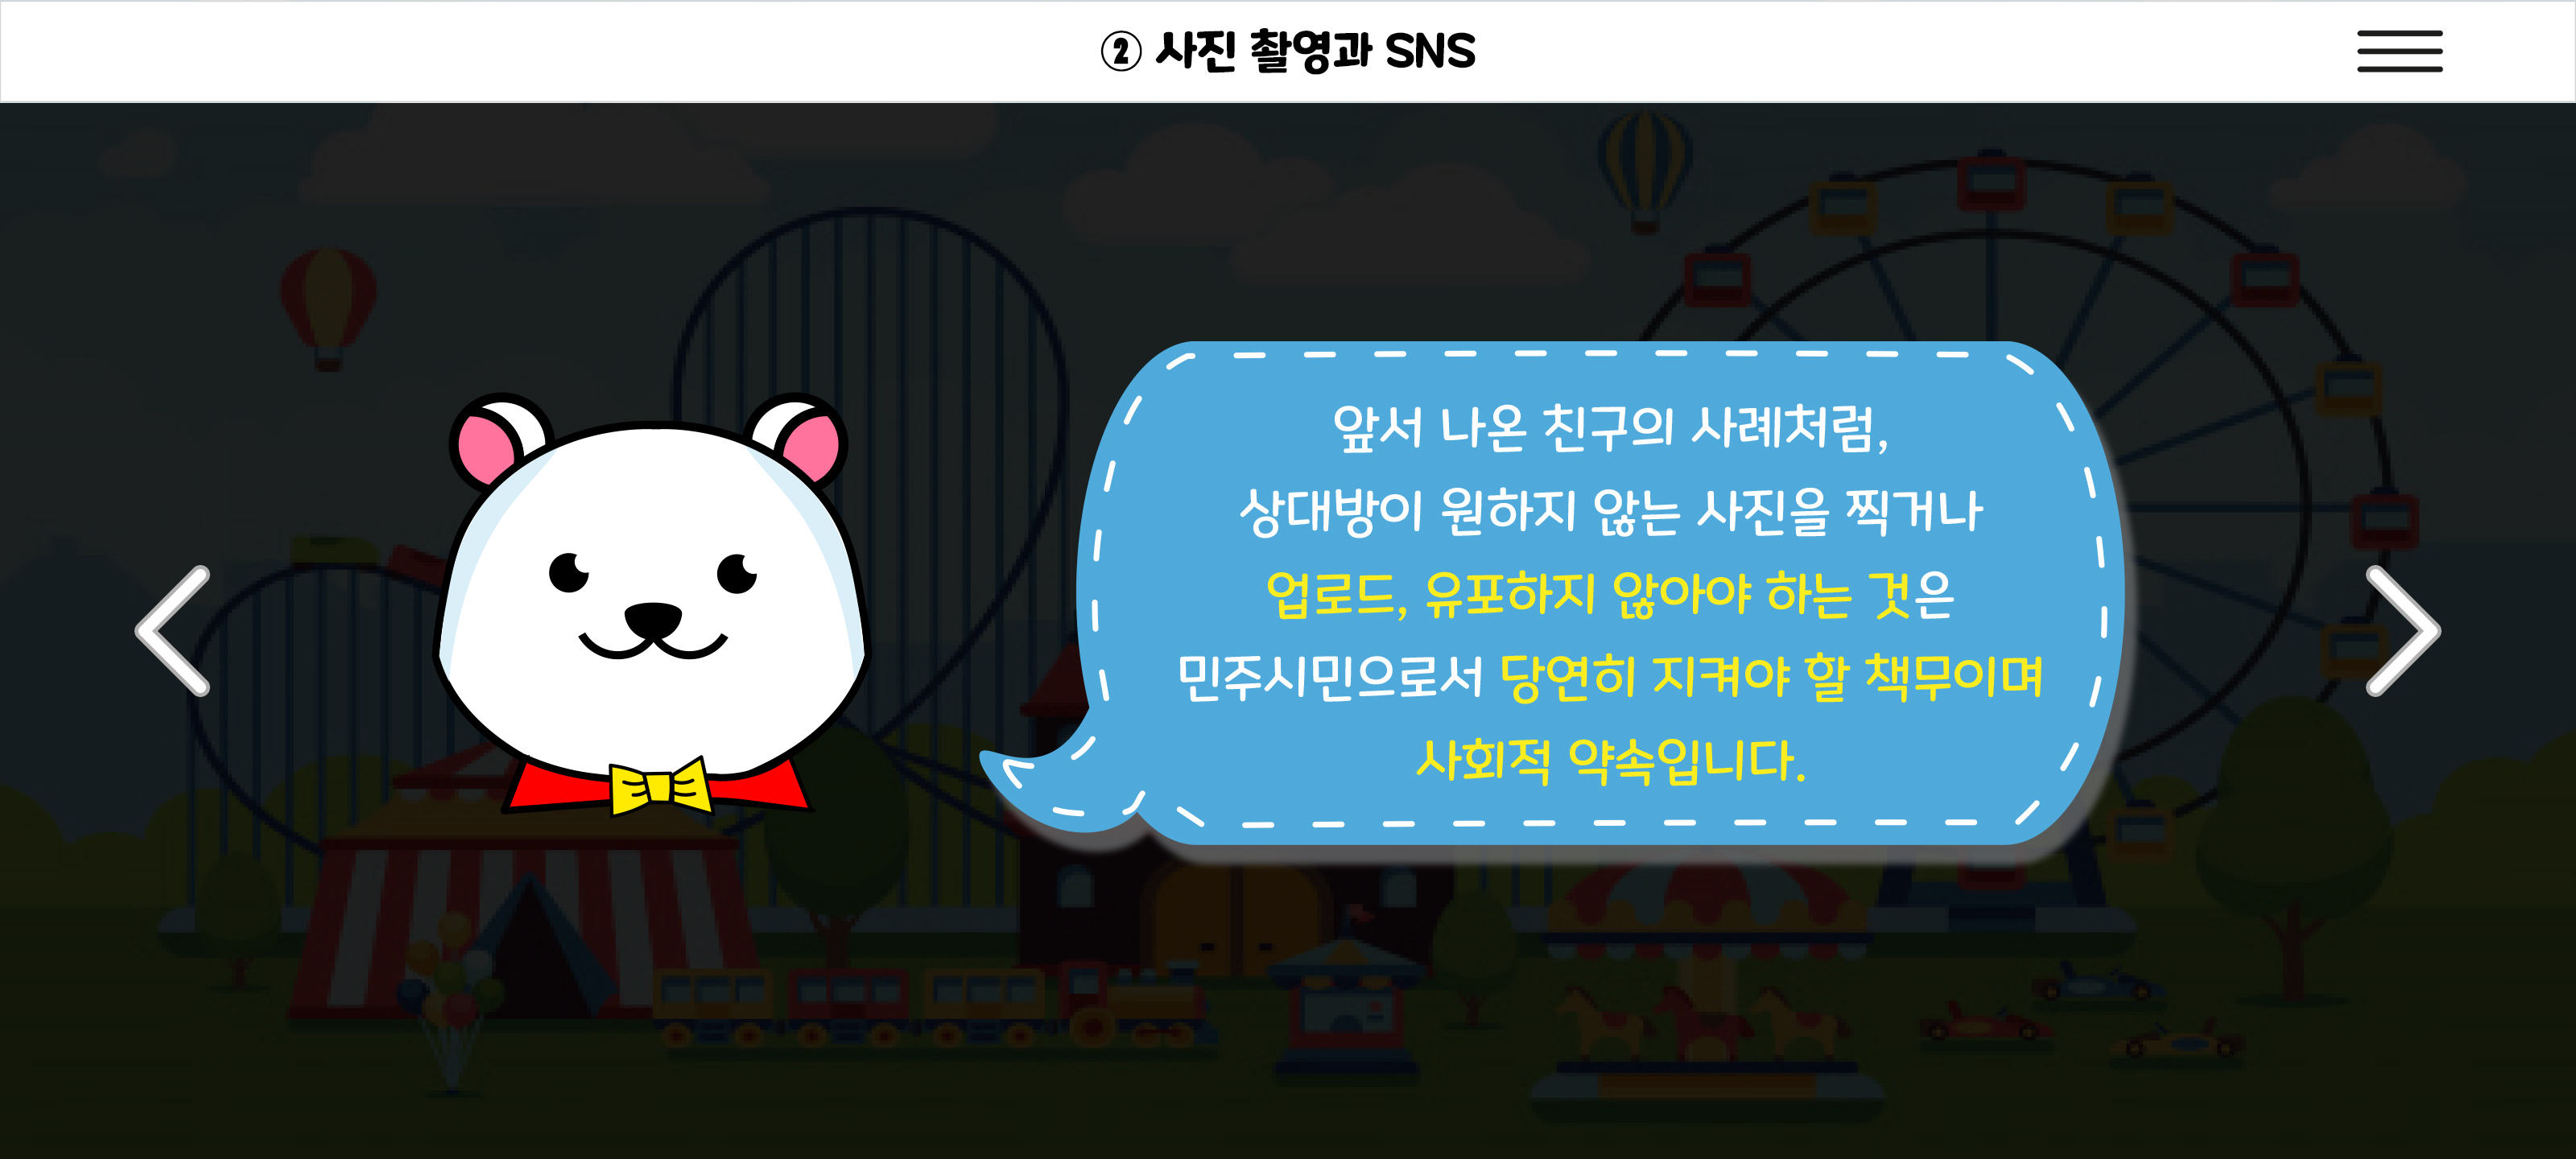 ② 사진 촬영과 SNS
앞서 나온 친구의 사례처럼,
상대방이 원하지 않는 사진을 찍거나
업로드, 유포하지 않아야 하는 것은
민주시민으로서 당연히 지켜야 할 책무이며
사회적 약속입니다.